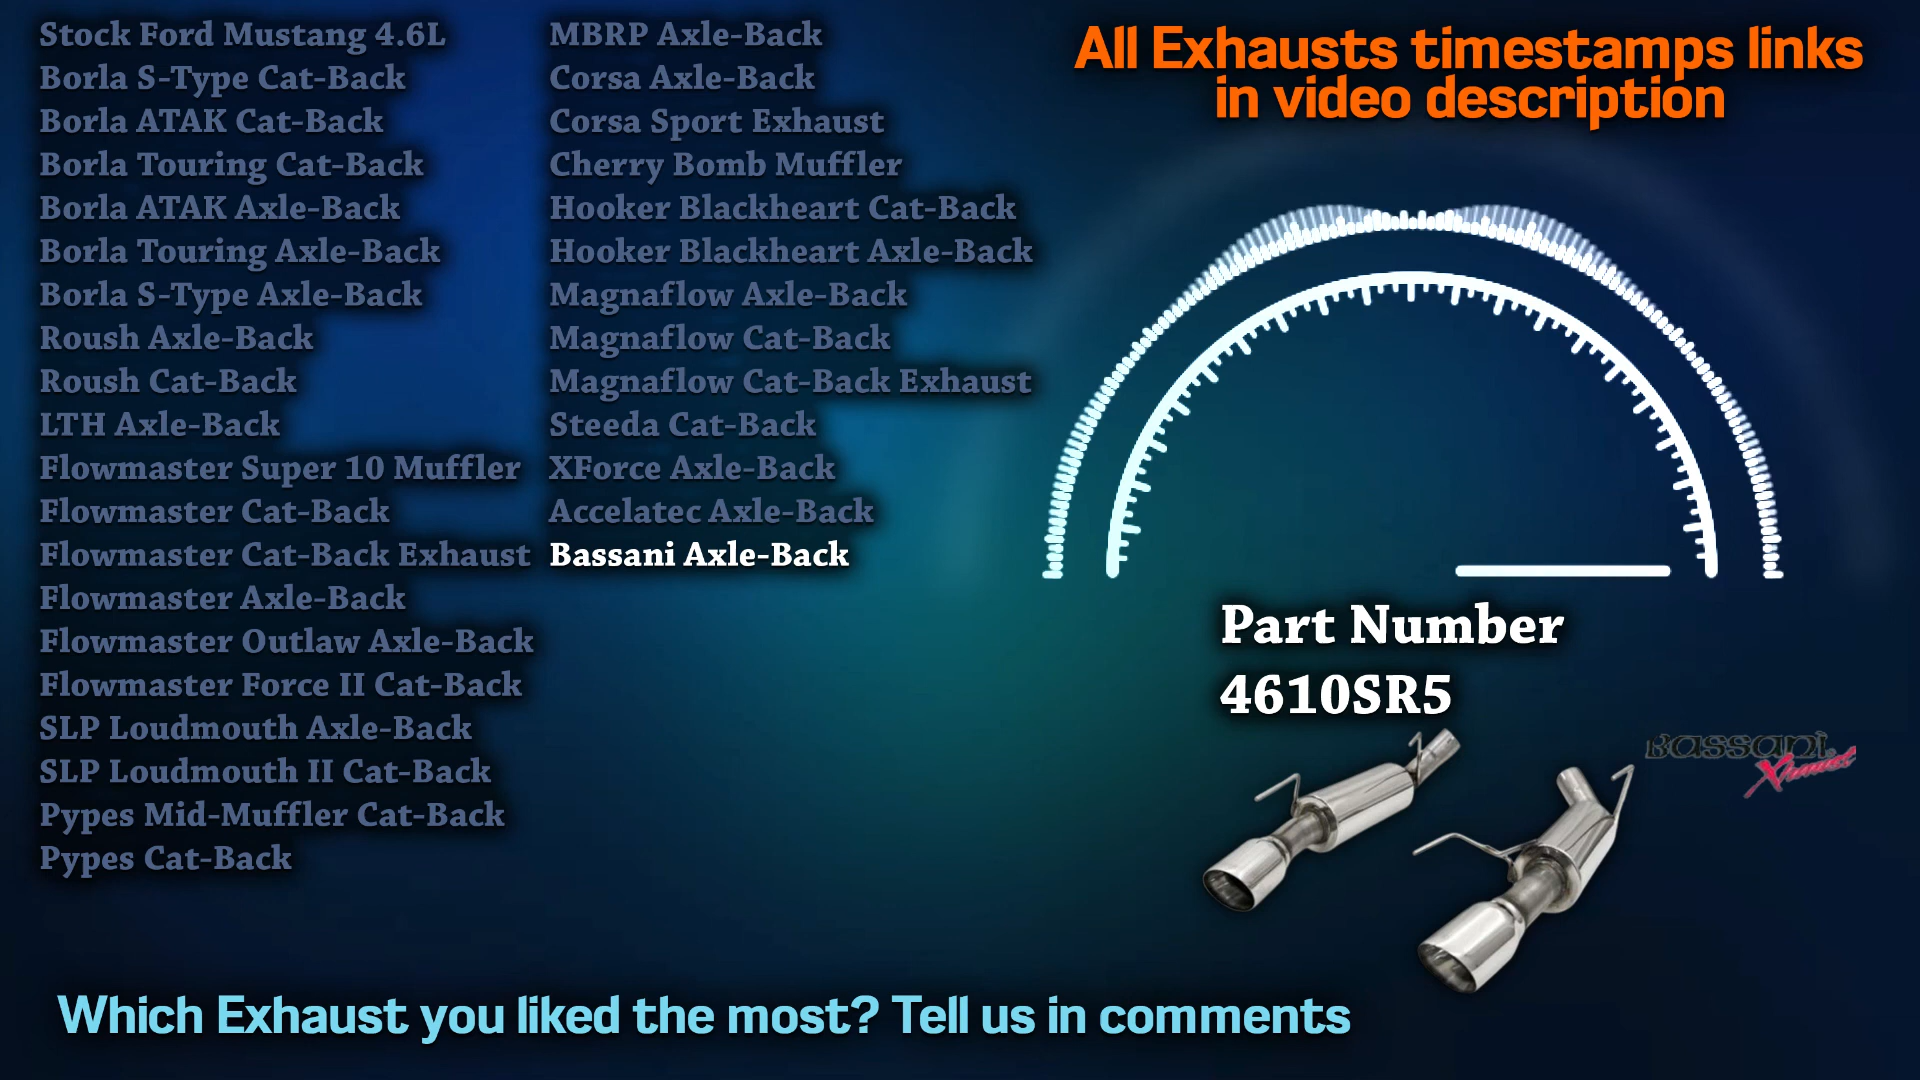 Stock Ford Mustang 4.6L
Borla S-Type Cat-Back
Borla ATAK Cat-Back
Borla Touring Cat-Back
Borla ATAK Axle-Back
Borla Touring Axle-Back
Borla S-Type Axle-Back
Roush Axle-Back
Roush Cat-Back
LTH Axle-Back
Flowmaster Super 10 Muffler
Flowmaster Cat-Back
Flowmaster Cat-Back Exhaust
Flowmaster Axle-Back
Flowmaster Outlaw Axle-Back
Flowmaster Force II Cat-Back
SLP Loudmouth Axle-Back
SLP Loudmouth II Cat-Back
Pypes Mid-Muffler Cat-Back
Pypes Cat-Back
MBRP Axle-Back
Corsa Axle-Back
Corsa Sport Exhaust
Cherry Bomb Muffler
Hooker Blackheart Cat-Back
Hooker Blackheart Axle-Back
Magnaflow Axle-Back
Magnaflow Cat-Back
Magnaflow Cat-Back Exhaust
Steeda Cat-Back
XForce Axle-Back
Accelatec Axle-Back
Bassani Axle-Back
All Exhausts timestamps links
in video description
Part Number
4610SR5
Bassani
Which Exhaust you liked the most? Tell us in comments